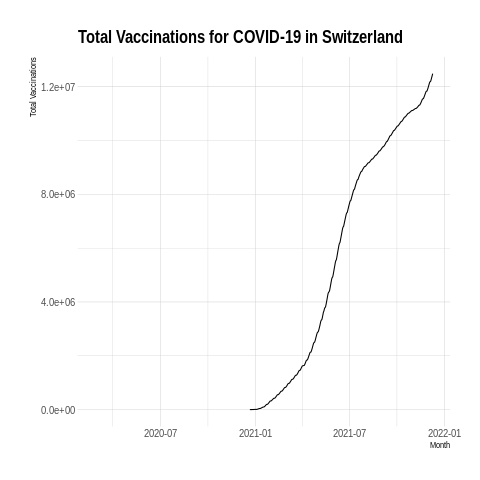 Total Vaccinations for COVID-19 in Switzerland
Total Vaccinations
1.2e+07
8.0e+06
4.0e+06
0.0e+00
2020-07
2021-01
2021-07
2022-01
Month